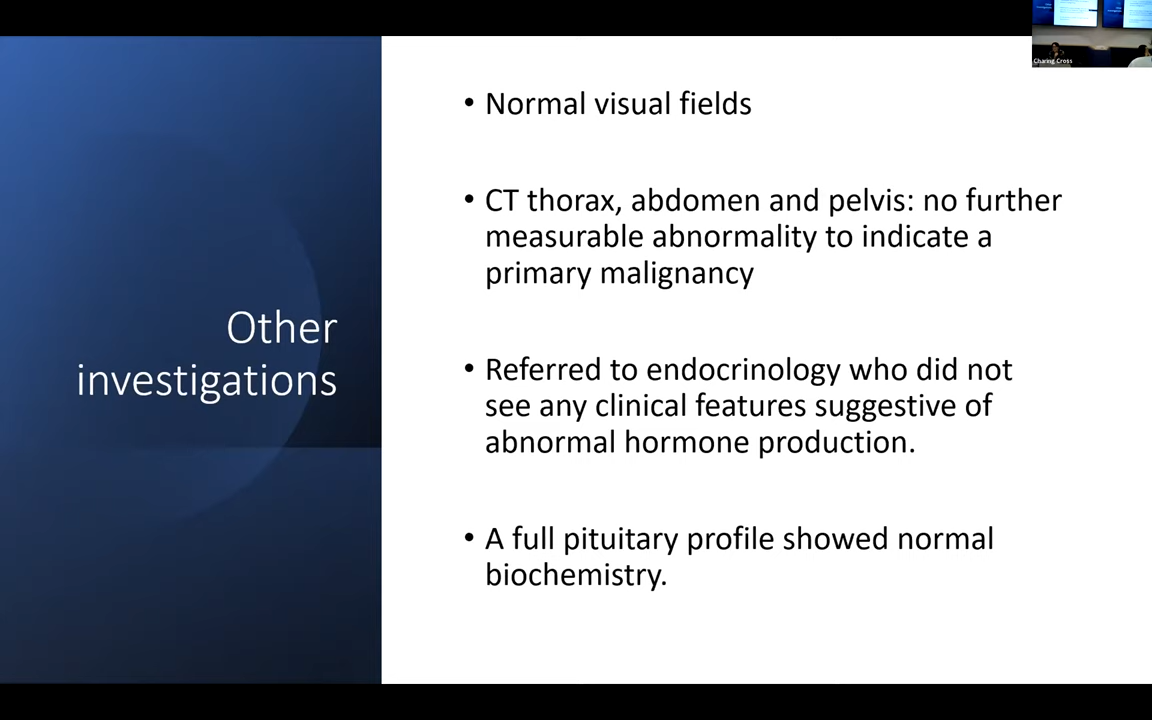 Charing Cross
Other
investigations
• Normal visual fields
• CT thorax, abdomen and pelvis: no further
measurable abnormality to indicate a
primary malignancy
• Referred to endocrinology who did not
see any clinical features suggestive of
abnormal hormone production.
• A full pituitary profile showed normal
biochemistry.